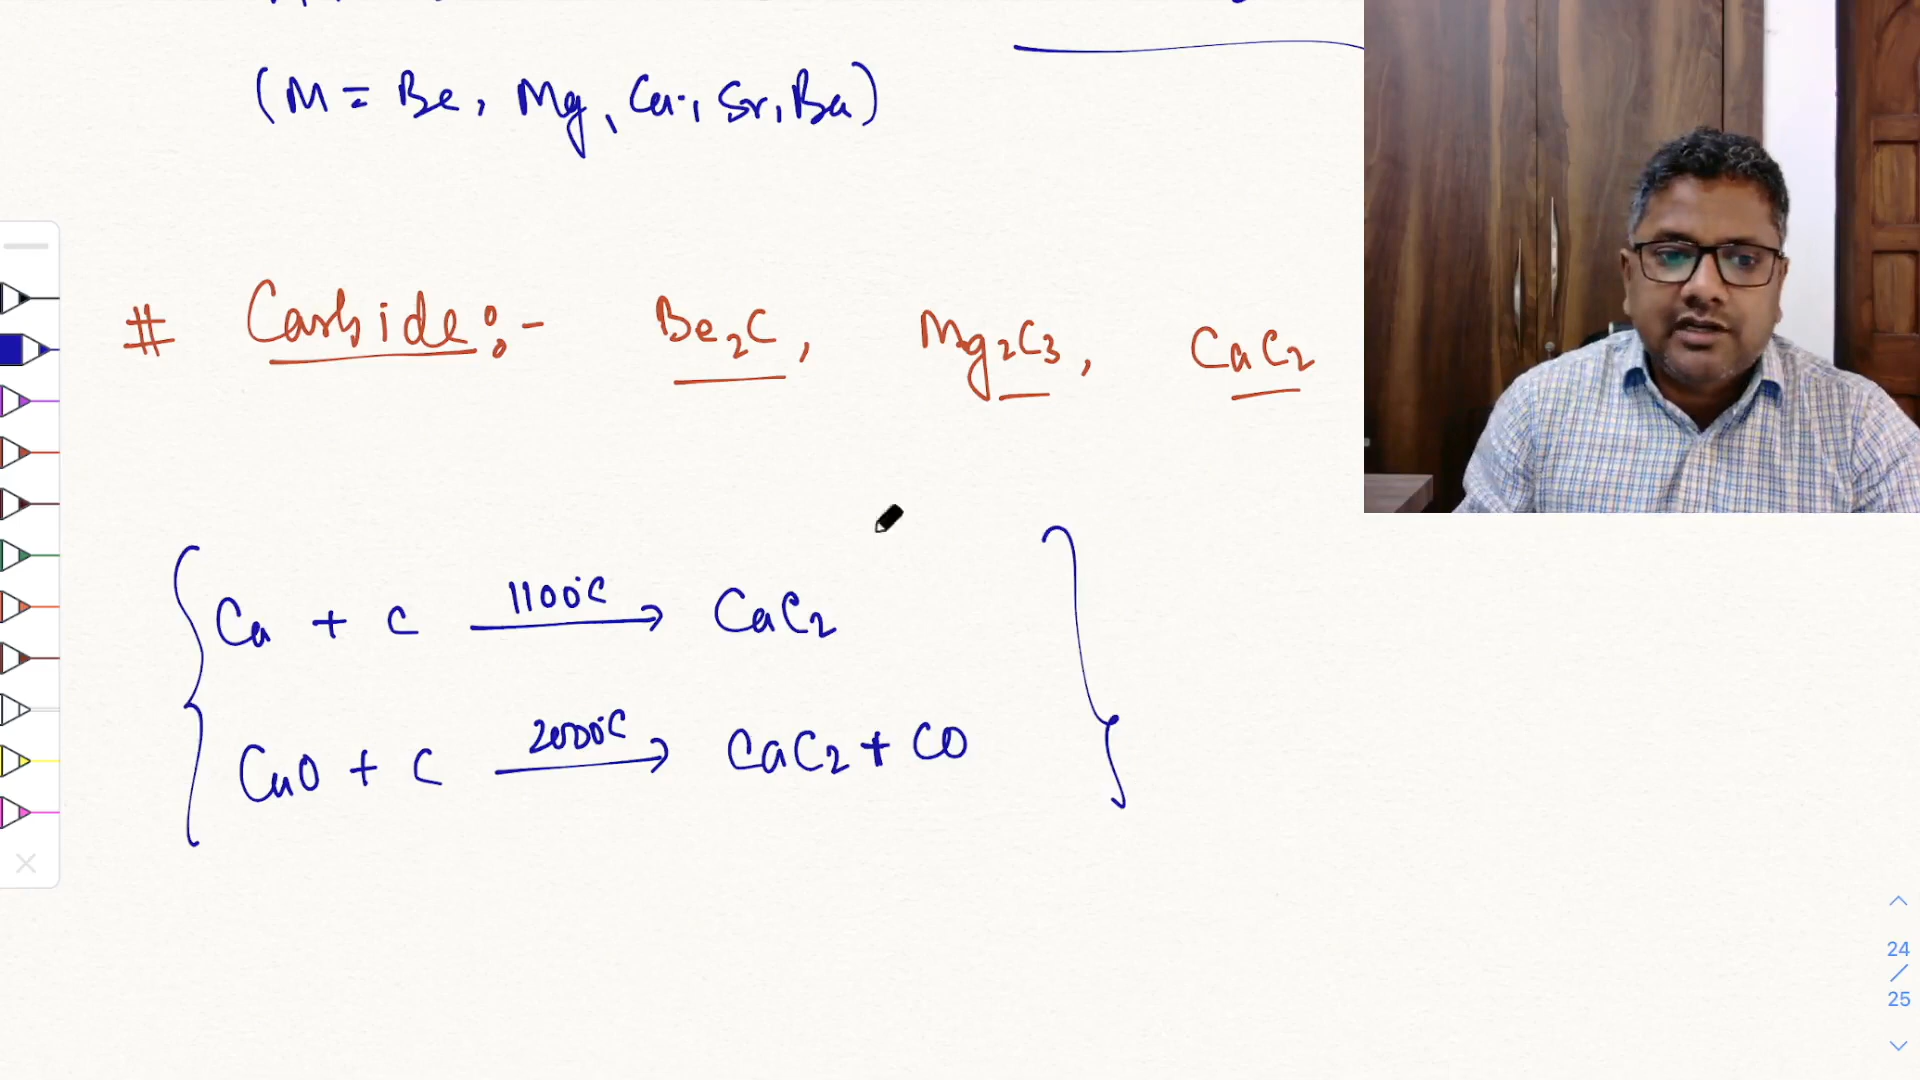 (M = Be, Mg, Ca, Sr, Ba)
# Carbide :- Be₂C, Mg₂C₃, CaC₂
Ca + C 1100°C → CaC₂
CaO + C 2000°C → CaC₂ + CO
24
/
25